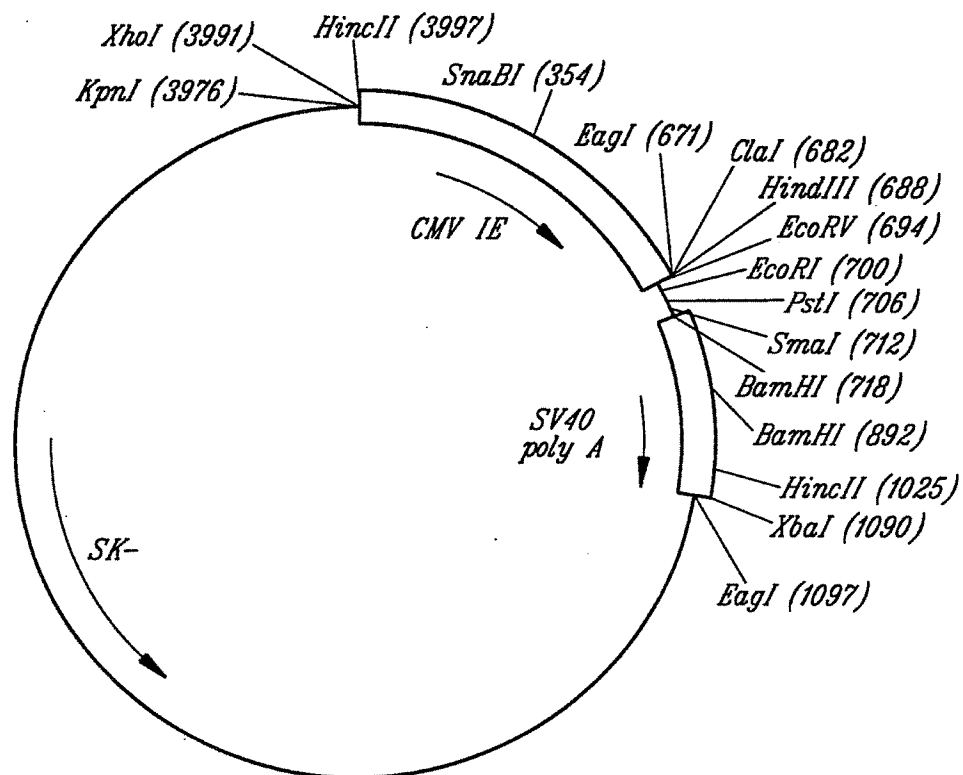 XhoI (3991)
HincII (3997)
KpnI (3976)
SnaBI (354)
EagI (671)
ClaI (682)
HindIII (688)
EcoRV (694)
EcoRI (700)
PstI (706)
SmaI (712)
BamHI (718)
BamHI (892)
HincII (1025)
XbaI (1090)
EagI (1097)
CMV IE
SV40
poly A
SK-